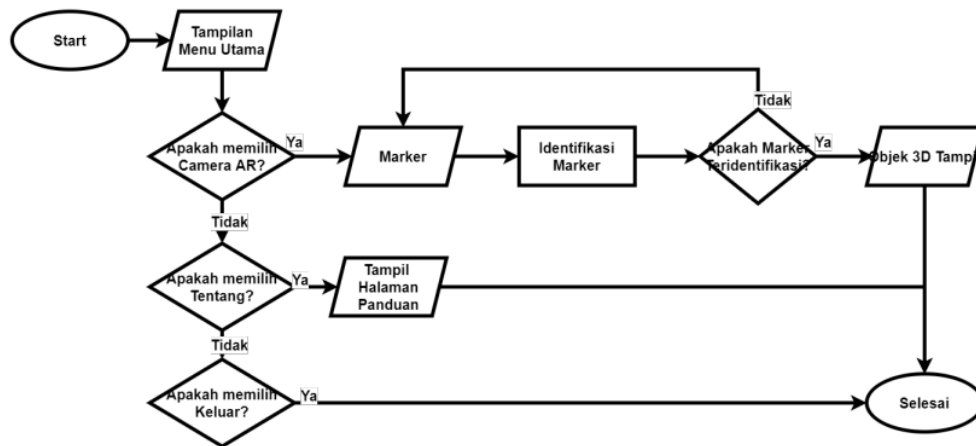 Start
Tampilan
Menu Utama
Apakah memilih
Camera AR?
Ya
Marker
Identifikasi
Marker
Apakah Marker
Teridentifikasi?
Tidak
Ya
Objek 3D Tampil
Tidak
Apakah memilih
Tentang?
Ya
Tampil
Halaman
Panduan
Tidak
Apakah memilih
Keluar?
Ya
Selesai